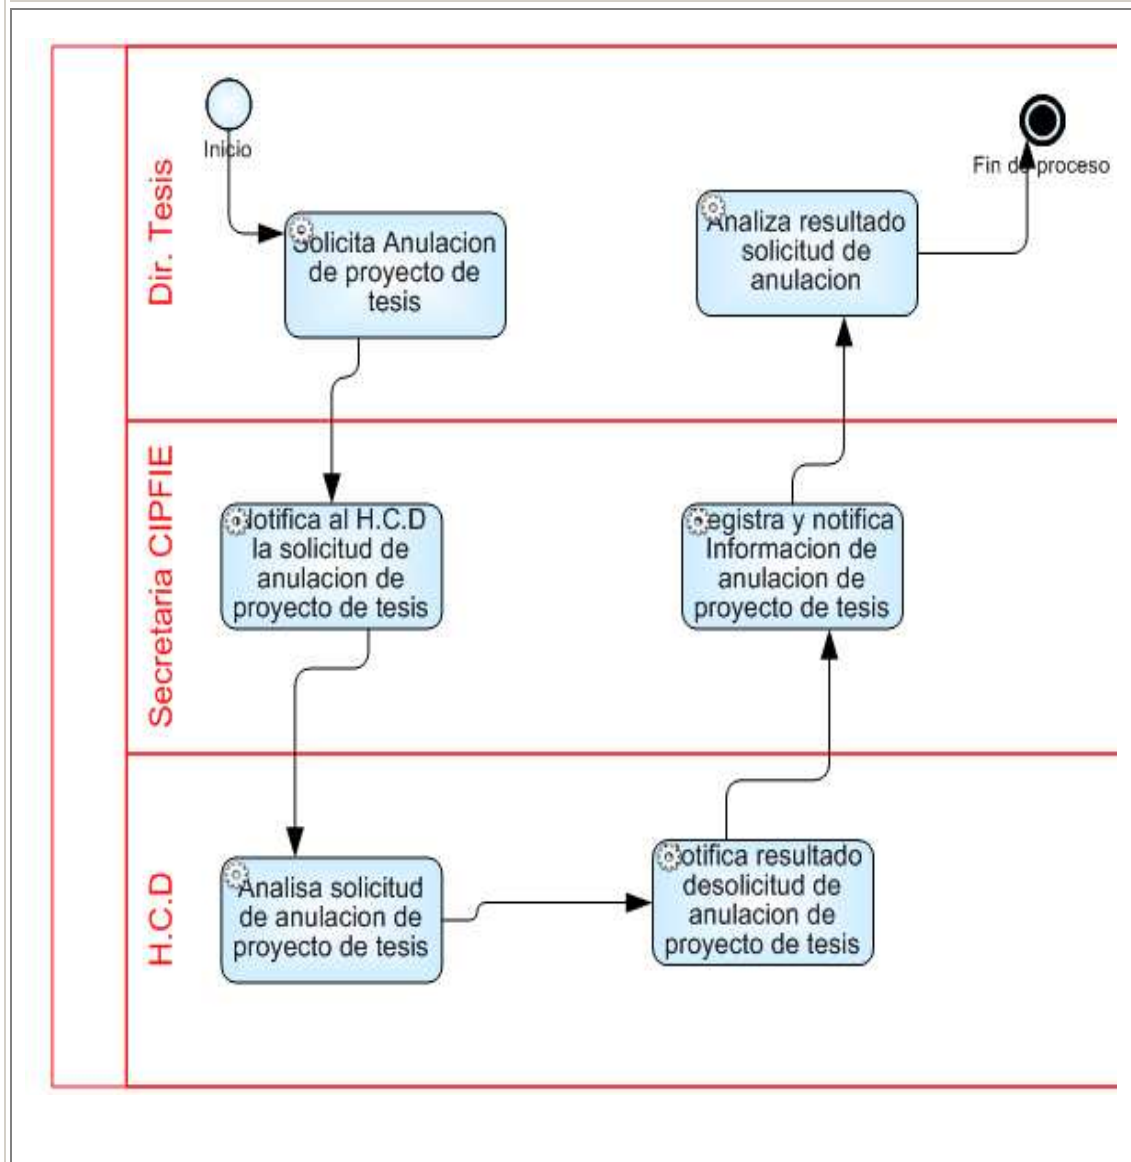 Dir. Tesis
Inicio
Solicita Anulacion
de proyecto de
tesis
Analiza resultado
solicitud de
anulacion
Fin de proceso
Secretaria CIPFIE
Notifica al H.C.D
la solicitud de
anulacion de
proyecto de tesis
Registra y notifica
Informacion de
anulacion de
proyecto de tesis
H.C.D
Analisa solicitud
de anulacion de
proyecto de tesis
Notifica resultado
desolicitud de
anulacion de
proyecto de tesis